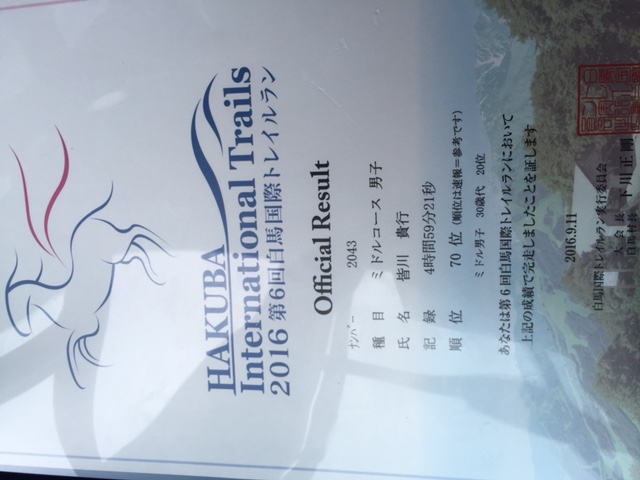 HAKUBA
International Trails
2016 第6回白馬国際トレイルラン
Official Result
ナンバー 2043
種 目 ミドルコース 男子
氏 名 皆川 貴行
記 録 4時間59分21秒
順 位 70 位 (順位は速報=参考です)
ミドル男子 30歳代 20位
あなたは第6回白馬国際トレイルランにおいて
上記の成績で完走しましたことを証します
2016.9.11
白馬国際トレイルラン実行委員会
大会長 下川 正剛